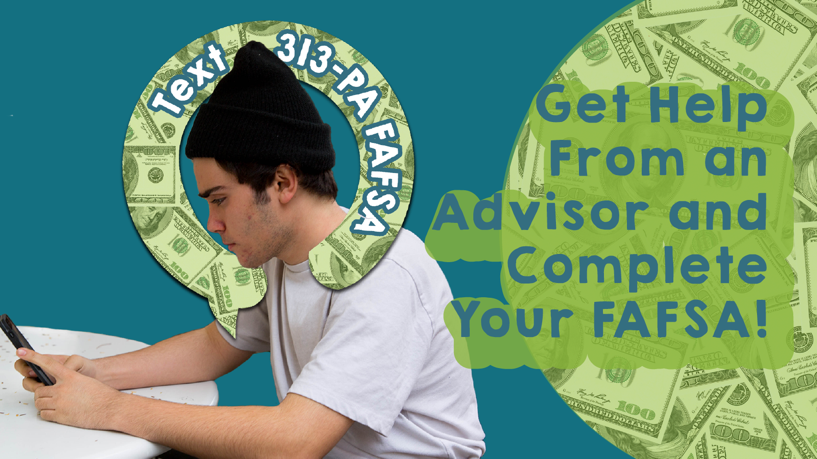 Text 313-PA FAFSA
Get Help
From an
Advisor and
Complete
Your FAFSA!